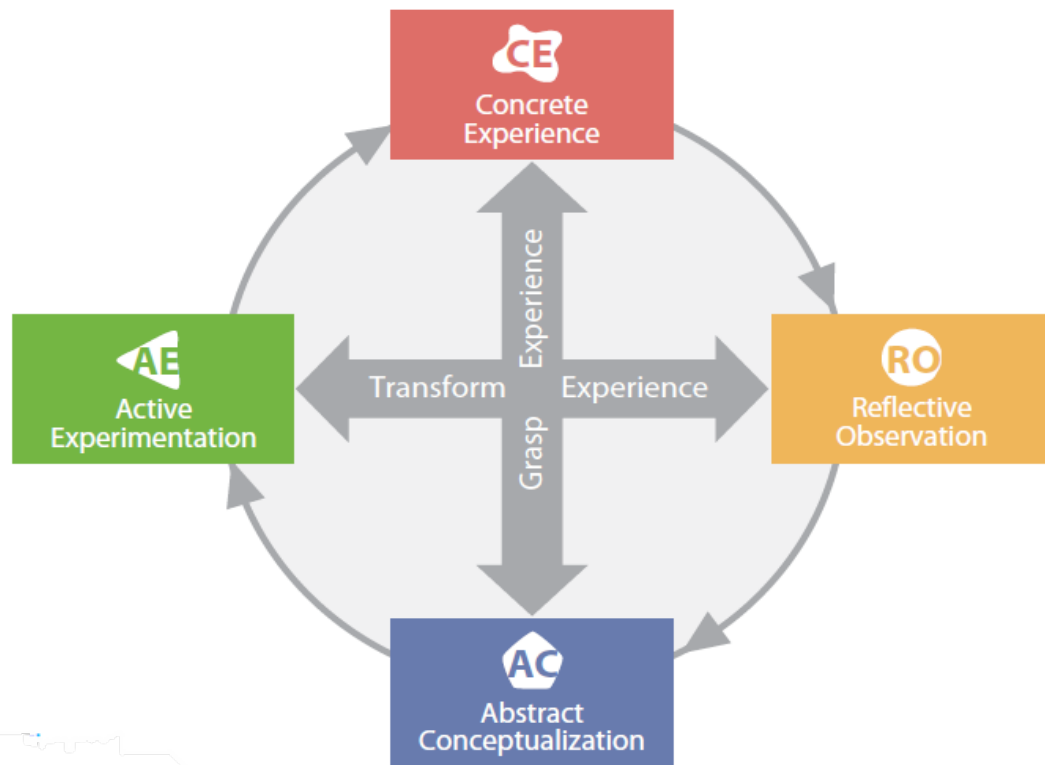 CE
Concrete
Experience
AE
Active
Experimentation
Transform Experience
Grasp Experience
RO
Reflective
Observation
AC
Abstract
Conceptualization